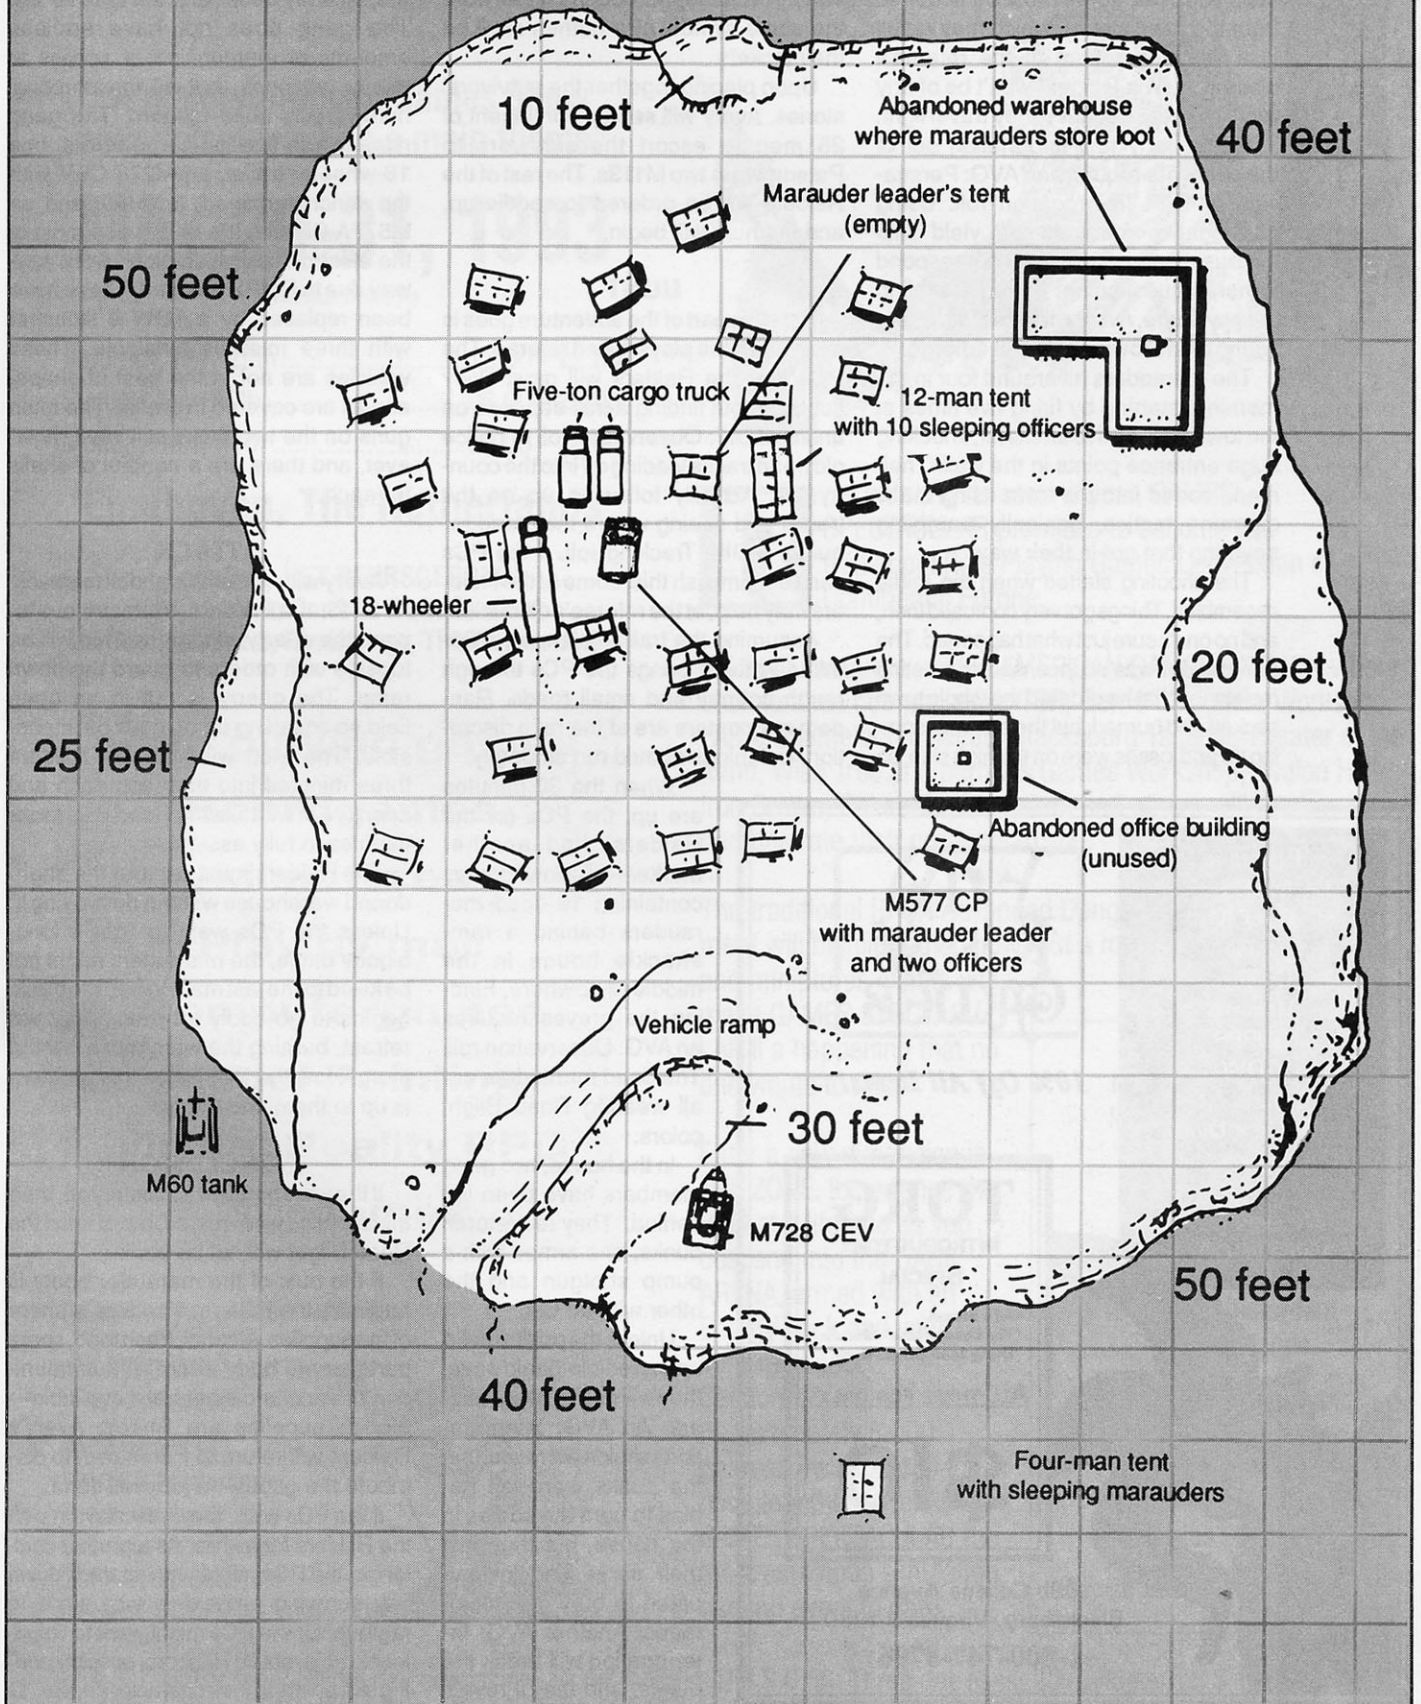 10 feet
Abandoned warehouse
where marauders store loot
40 feet
Marauder leader's tent
(empty)
50 feet
Five-ton cargo truck
12-man tent
with 10 sleeping officers
18-wheeler
20 feet
25 feet
Abandoned office building
(unused)
M577 CP
with marauder leader
and two officers
Vehicle ramp
30 feet
M60 tank
M728 CEV
50 feet
40 feet
Four-man tent
with sleeping marauders